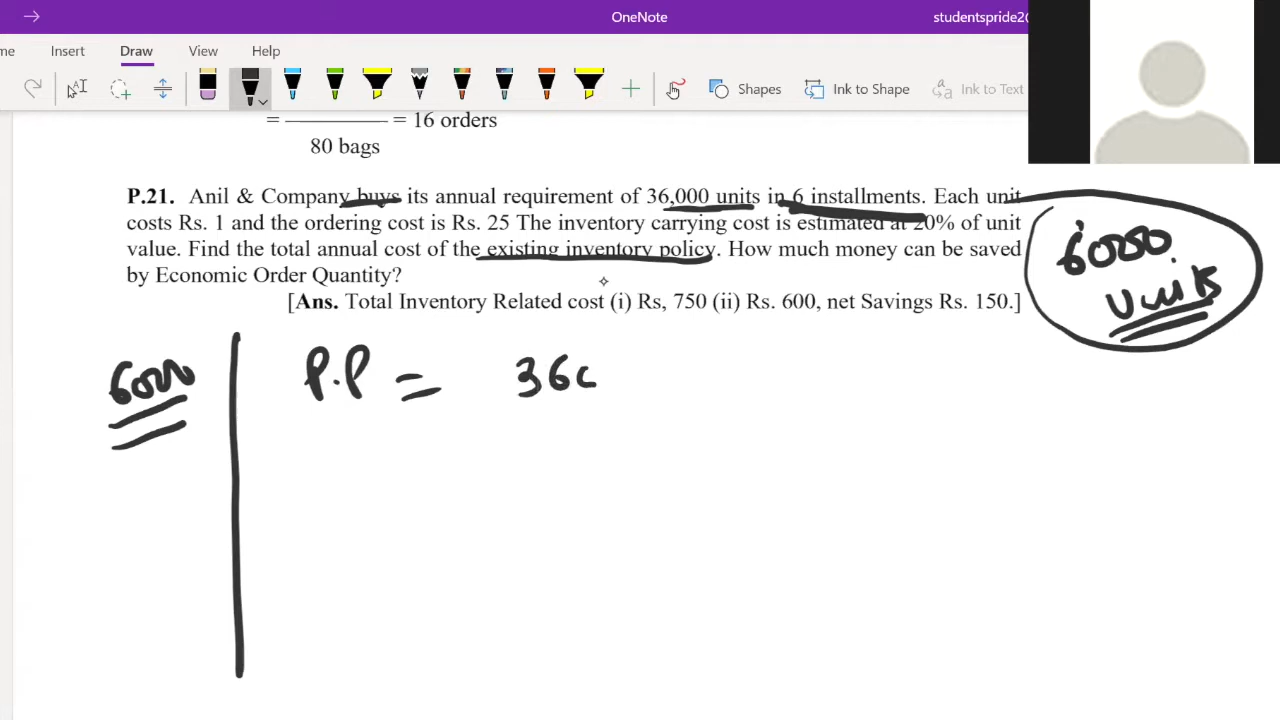 OneNote
studentspride2
me Insert Draw View Help
Shapes Ink to Shape Ink to Text
= = 16 orders
80 bags
P.21. Anil & Company buys its annual requirement of 36,000 units in 6 installments. Each unit
costs Rs. 1 and the ordering cost is Rs. 25 The inventory carrying cost is estimated at 20% of unit
value. Find the total annual cost of the existing inventory policy. How much money can be saved
by Economic Order Quantity?
[Ans. Total Inventory Related cost (i) Rs, 750 (ii) Rs. 600, net Savings Rs. 150.]
6000
units
6000
P.P = 360